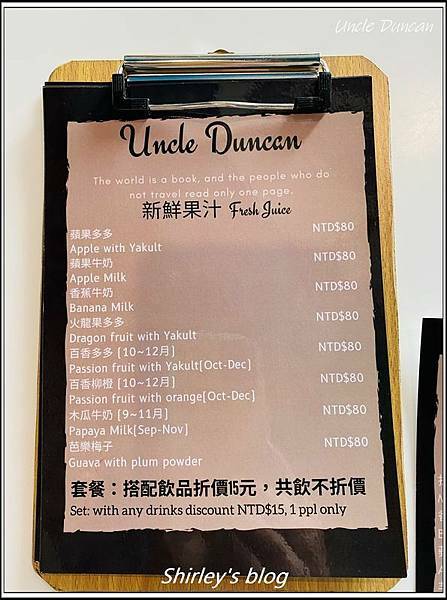 Uncle Duncan
Uncle Duncan
The world is a book, and the people who do
not travel read only one page.
新鮮果汁 Fresh Juice
蘋果多多 NTD$80
Apple with Yakult
蘋果牛奶 NTD$80
Apple Milk
香蕉牛奶 NTD$80
Banana Milk
火龍果多多 NTD$80
Dragon fruit with Yakult
百香多多 [10~12月] NTD$80
Passion fruit with Yakult[Oct-Dec]
百香柳橙 [10~12月] NTD$80
Passion fruit with orange[Oct-Dec]
木瓜牛奶 [9~11月] NTD$80
Papaya Milk[Sep-Nov]
芭樂梅子 NTD$80
Guava with plum powder
套餐：搭配飲品折價15元，共飲不折價
Set: with any drinks discount NTD$15, 1 ppl only
Shirley's blog